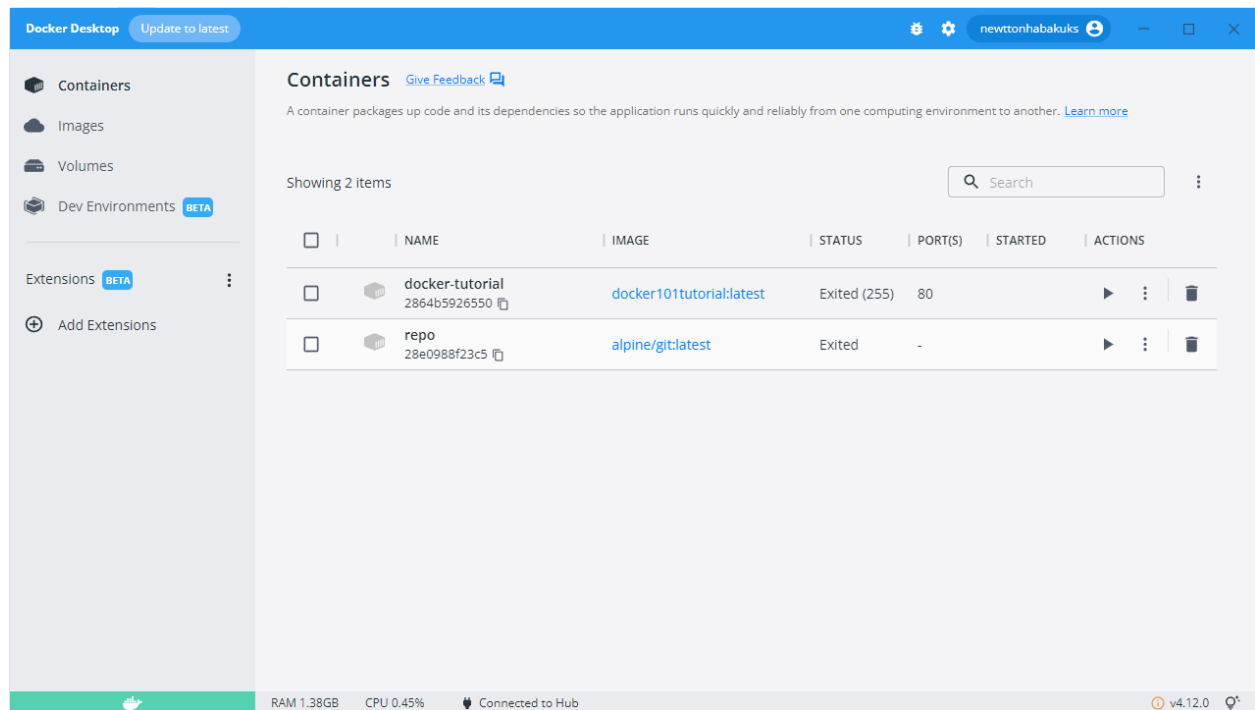 Docker Desktop Update to latest newttonhabakuks
Containers
Images
Volumes
Dev Environments BETA
Extensions BETA
Add Extensions
Containers Give Feedback
A container packages up code and its dependencies so the application runs quickly and reliably from one computing environment to another. Learn more
Showing 2 items Search
NAME IMAGE STATUS PORT(S) STARTED ACTIONS
docker-tutorial
2864b5926550 docker101tutorial:latest Exited (255) 80
repo
28e0988f23c5 alpine/git:latest Exited -
RAM 1.38GB CPU 0.45% Connected to Hub v4.12.0